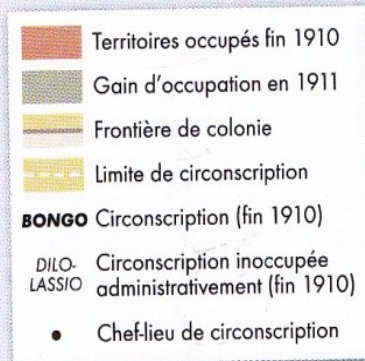 Territoires occupés fin 1910
Gain d'occupation en 1911
Frontière de colonie
Limite de circonscription
BONGO Circonscription (fin 1910)
DILO-
LASSIO
Circonscription inoccupée
administrativement (fin 1910)
Chef-lieu de circonscription